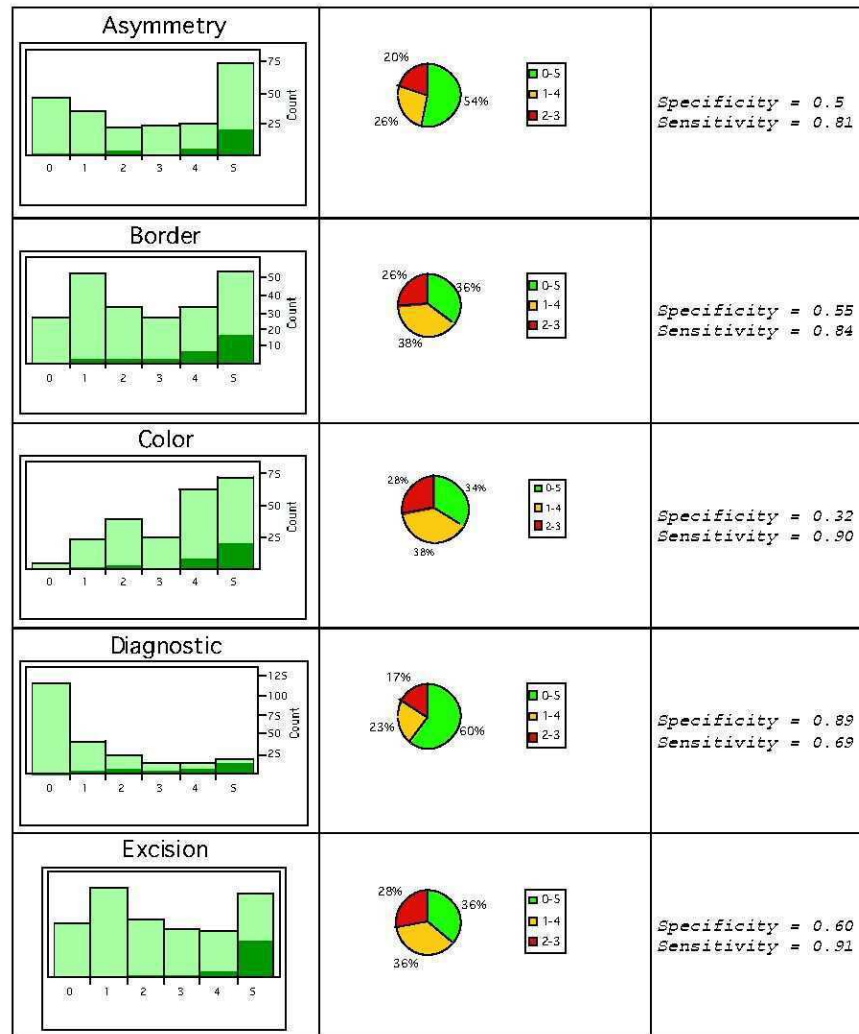 Asymmetry
75
50
25
Count
0 1 2 3 4 5
20%
54%
26%
0-5
1-4
2-3
Specificity = 0.5
Sensitivity = 0.81
Border
50
40
30
20
10
Count
0 1 2 3 4 5
26%
36%
38%
0-5
1-4
2-3
Specificity = 0.55
Sensitivity = 0.84
Color
75
50
25
Count
0 1 2 3 4 5
28%
34%
38%
0-5
1-4
2-3
Specificity = 0.32
Sensitivity = 0.90
Diagnostic
125
100
75
50
25
Count
0 1 2 3 4 5
17%
23%
60%
0-5
1-4
2-3
Specificity = 0.89
Sensitivity = 0.69
Excision
0 1 2 3 4 5
28%
36%
36%
0-5
1-4
2-3
Specificity = 0.60
Sensitivity = 0.91